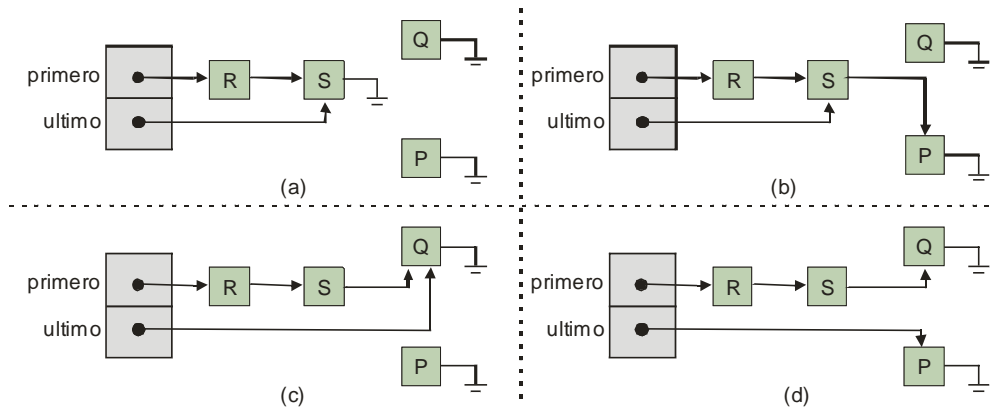 Q
primero R S
ultimo
P
(a)
Q
primero R S
ultimo
P
(b)
Q
primero R S
ultimo
P
(c)
Q
primero R S
ultimo
P
(d)